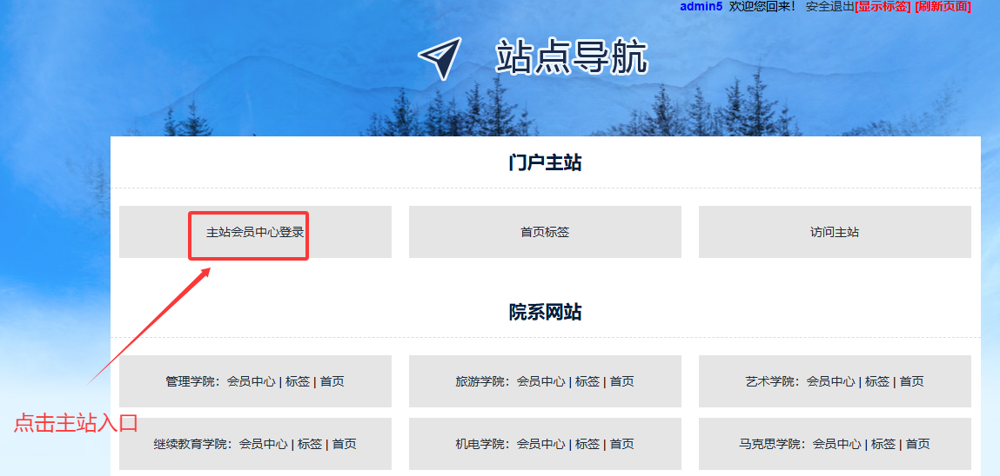 admin5 欢迎您回来！ 安全退出[显示标签] [刷新页面]
站点导航
门户主站
主站会员中心登录 首页标签 访问主站
院系网站
管理学院：会员中心 | 标签 | 首页 旅游学院：会员中心 | 标签 | 首页 艺术学院：会员中心 | 标签 | 首页
点击主站入口
继续教育学院：会员中心 | 标签 | 首页 机电学院：会员中心 | 标签 | 首页 马克思学院：会员中心 | 标签 | 首页